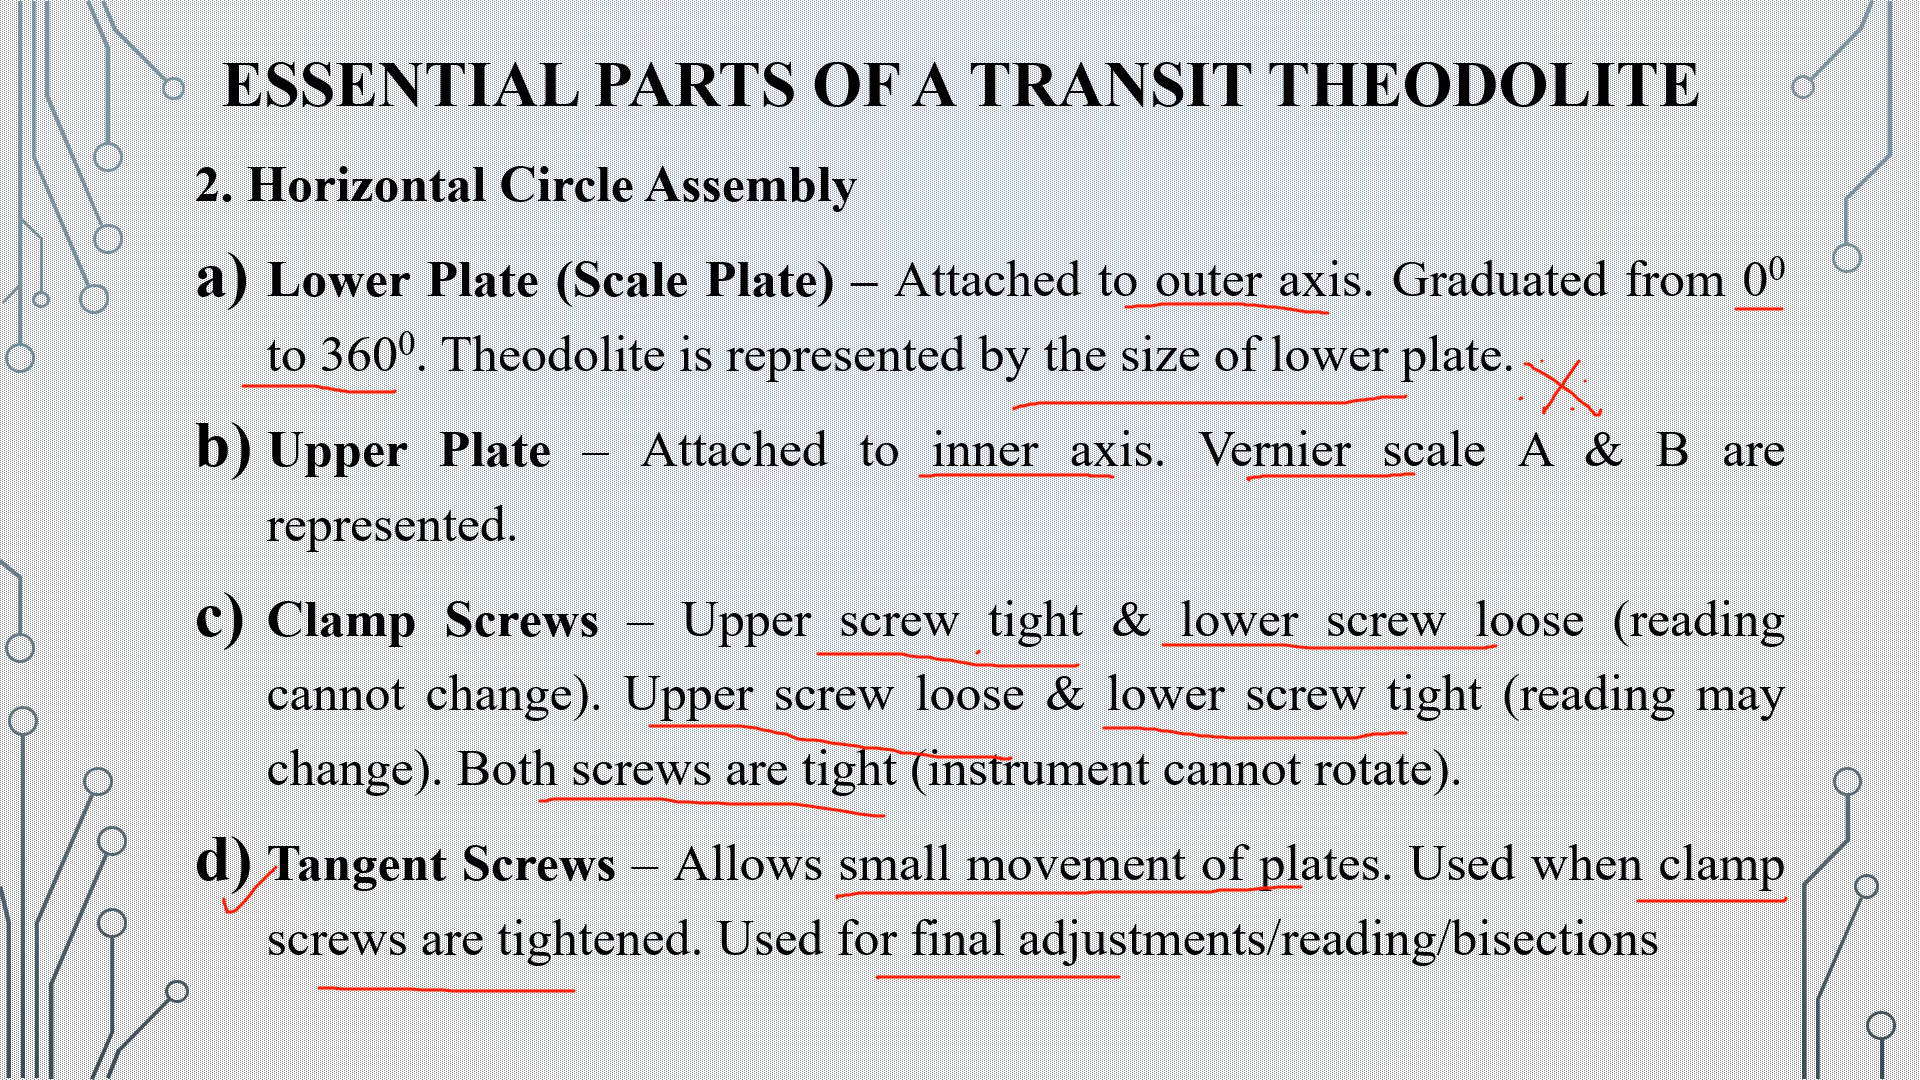 ESSENTIAL PARTS OF A TRANSIT THEODOLITE
2. Horizontal Circle Assembly
a) Lower Plate (Scale Plate) – Attached to outer axis. Graduated from 0⁰
to 360⁰. Theodolite is represented by the size of lower plate.
b) Upper Plate – Attached to inner axis. Vernier scale A & B are
represented.
c) Clamp Screws – Upper screw tight & lower screw loose (reading
cannot change). Upper screw loose & lower screw tight (reading may
change). Both screws are tight (instrument cannot rotate).
d) Tangent Screws – Allows small movement of plates. Used when clamp
screws are tightened. Used for final adjustments/reading/bisections